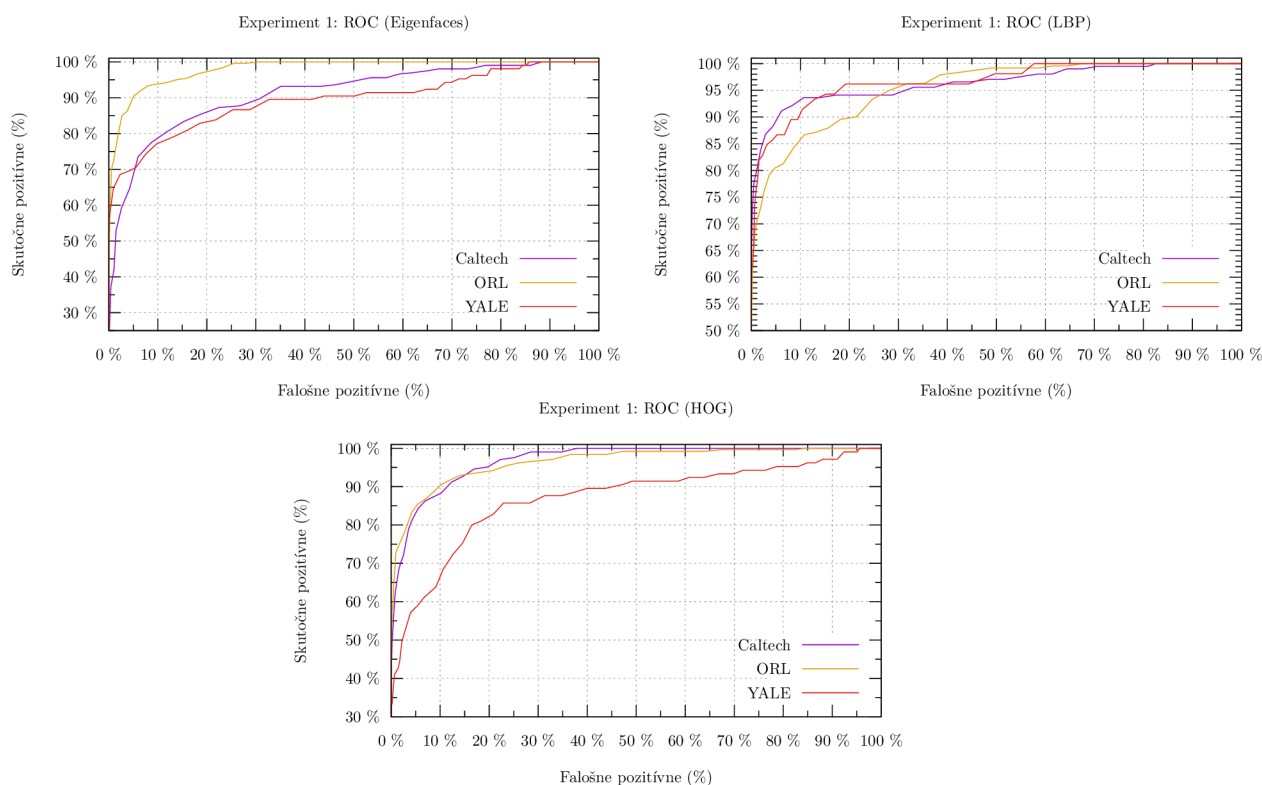 Experiment 1: ROC (Eigenfaces)
100 %
90 %
80 %
70 %
60 %
50 %
40 %
30 %
Skutočne pozitívne (%)
Caltech
ORL
YALE
0 % 10 % 20 % 30 % 40 % 50 % 60 % 70 % 80 % 90 % 100 %
Falošne pozitívne (%)
Experiment 1: ROC (LBP)
100 %
95 %
90 %
85 %
80 %
75 %
70 %
65 %
60 %
55 %
50 %
Skutočne pozitívne (%)
Caltech
ORL
YALE
0 % 10 % 20 % 30 % 40 % 50 % 60 % 70 % 80 % 90 % 100 %
Falošne pozitívne (%)
Experiment 1: ROC (HOG)
100 %
90 %
80 %
70 %
60 %
50 %
40 %
30 %
Skutočne pozitívne (%)
Caltech
ORL
YALE
0 % 10 % 20 % 30 % 40 % 50 % 60 % 70 % 80 % 90 % 100 %
Falošne pozitívne (%)